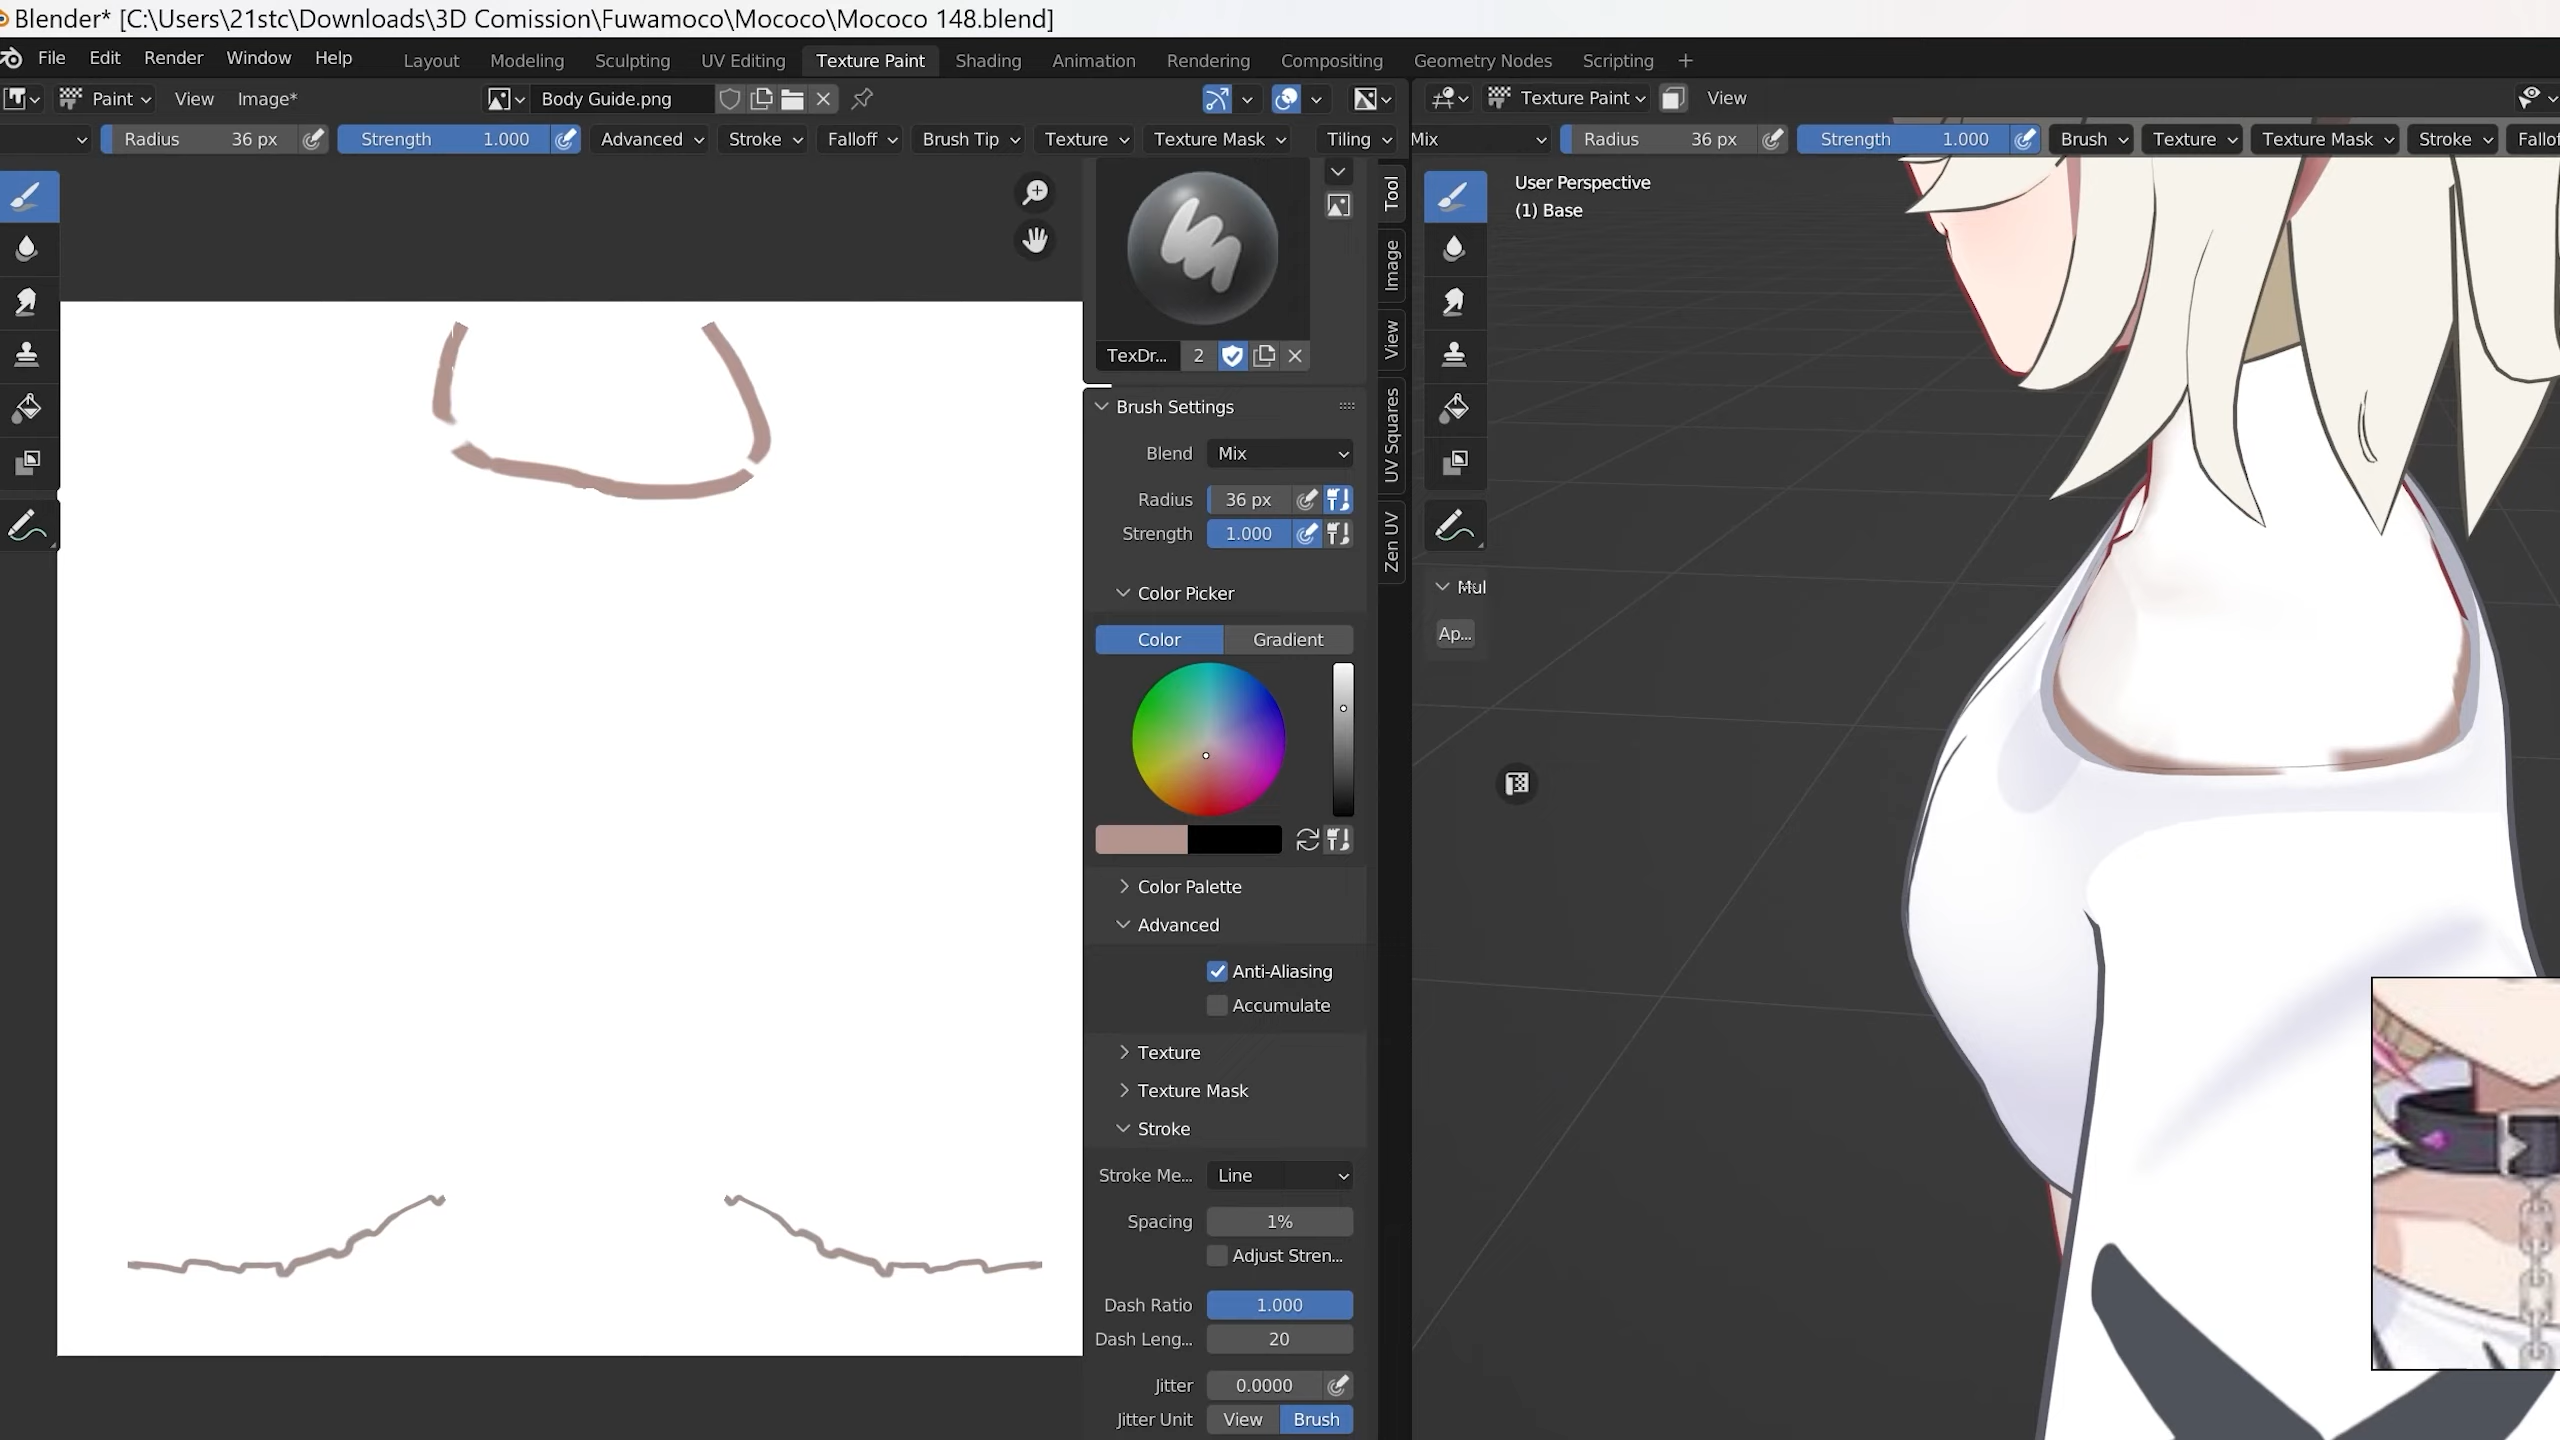 Blender* [C:\Users\21stc\Downloads\3D Comission\Fuwamoco\Mococo\Mococo 148.blend]
File Edit Render Window Help Layout Modeling Sculpting UV Editing Texture Paint Shading Animation Rendering Compositing Geometry Nodes Scripting +
Paint View Image* Body Guide.png Texture Paint View
Radius 36 px Strength 1.000 Advanced Stroke Falloff Brush Tip Texture Texture Mask Tiling Mix Radius 36 px Strength 1.000 Brush Texture Texture Mask Stroke Fallo
User Perspective
(1) Base
Tool
Image
View
UV Squares
Zen UV
TexDr... 2
Brush Settings
Blend Mix
Radius 36 px
Strength 1.000
Color Picker
Mul
Ap...
Color Gradient
Color Palette
Advanced
Anti-Aliasing
Accumulate
Texture
Texture Mask
Stroke
Stroke Me... Line
Spacing 1%
Adjust Stren...
Dash Ratio 1.000
Dash Leng... 20
Jitter 0.0000
Jitter Unit View Brush